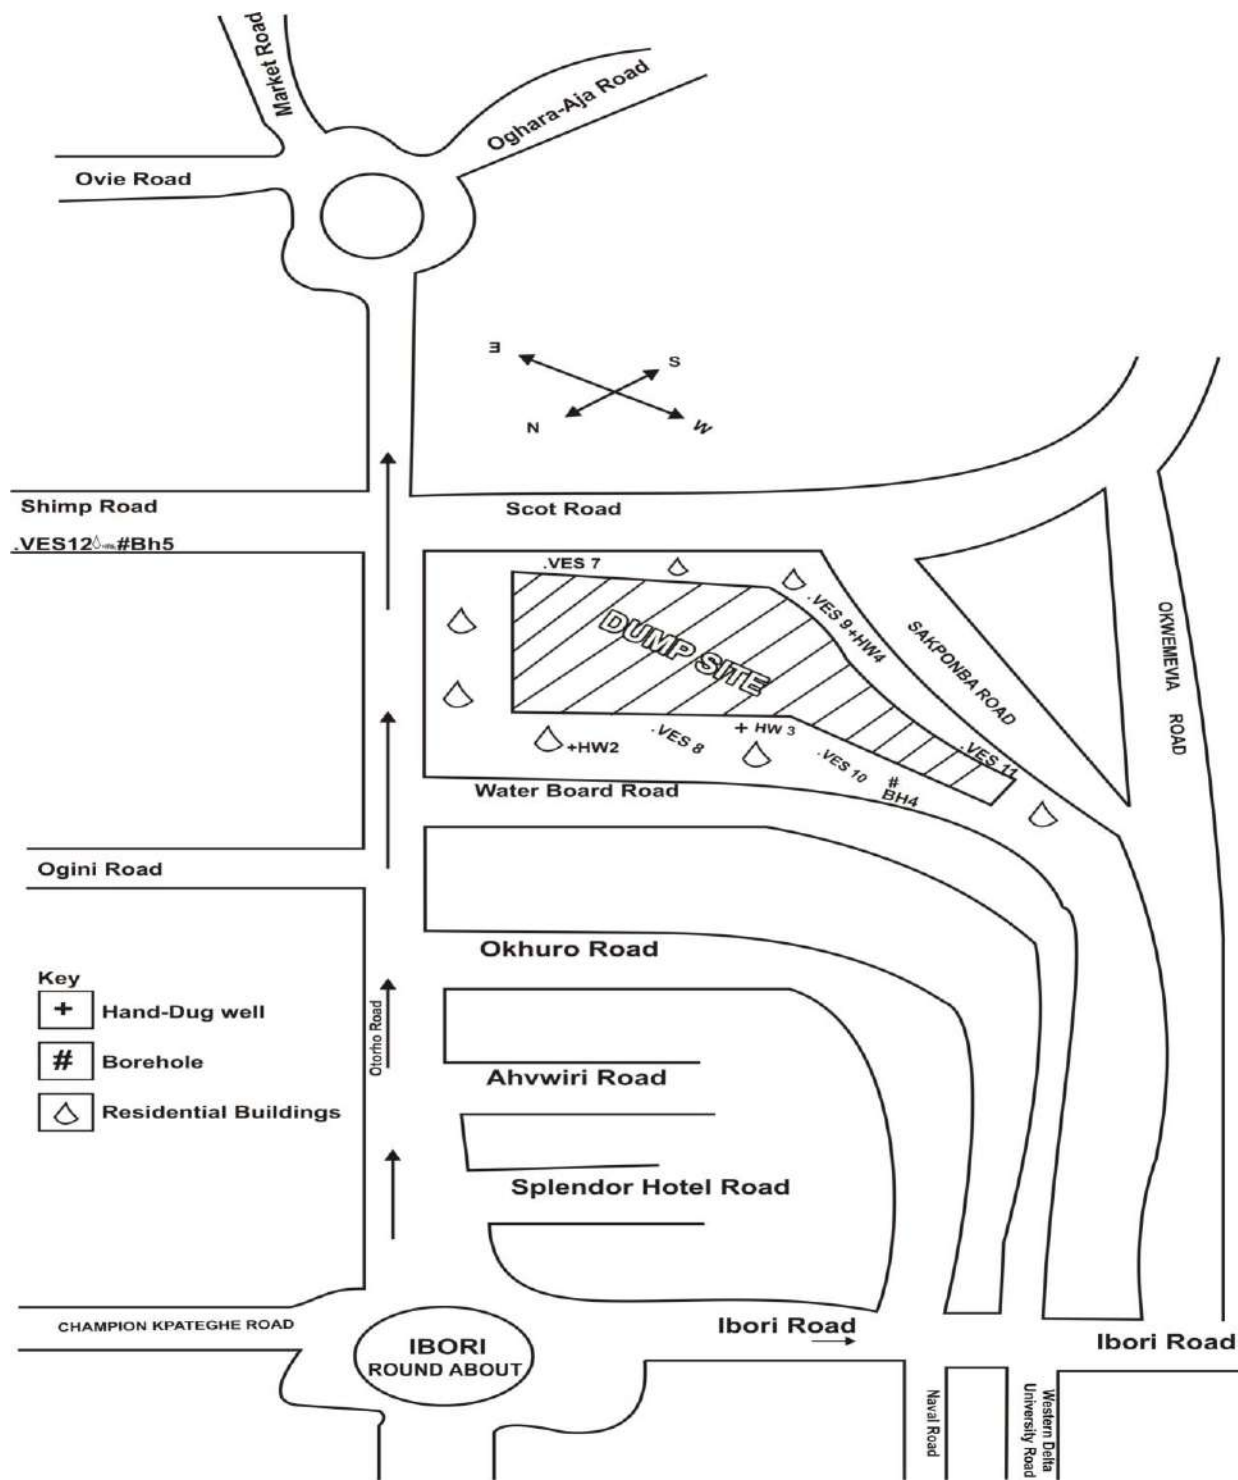 Market Road
Oghara-Aja Road
Ovie Road
E
S
N
W
Shimp Road
Scot Road
.VES12 #Bh5
.VES 7
.VES 9+HW4
DUMP SITE
SAKPONBA ROAD
OKWEMEVIA ROAD
+ HW 3
+HW2
.VES 8
.VES 10
.VES 11
#
BH4
Water Board Road
Ogini Road
Okhuro Road
Key
+ Hand-Dug well
# Borehole
Residential Buildings
Otorho Road
Ahvwiri Road
Splendor Hotel Road
CHAMPION KPATEGHE ROAD
IBORI
ROUND ABOUT
Ibori Road
Ibori Road
Naval Road
Western Delta
University Road